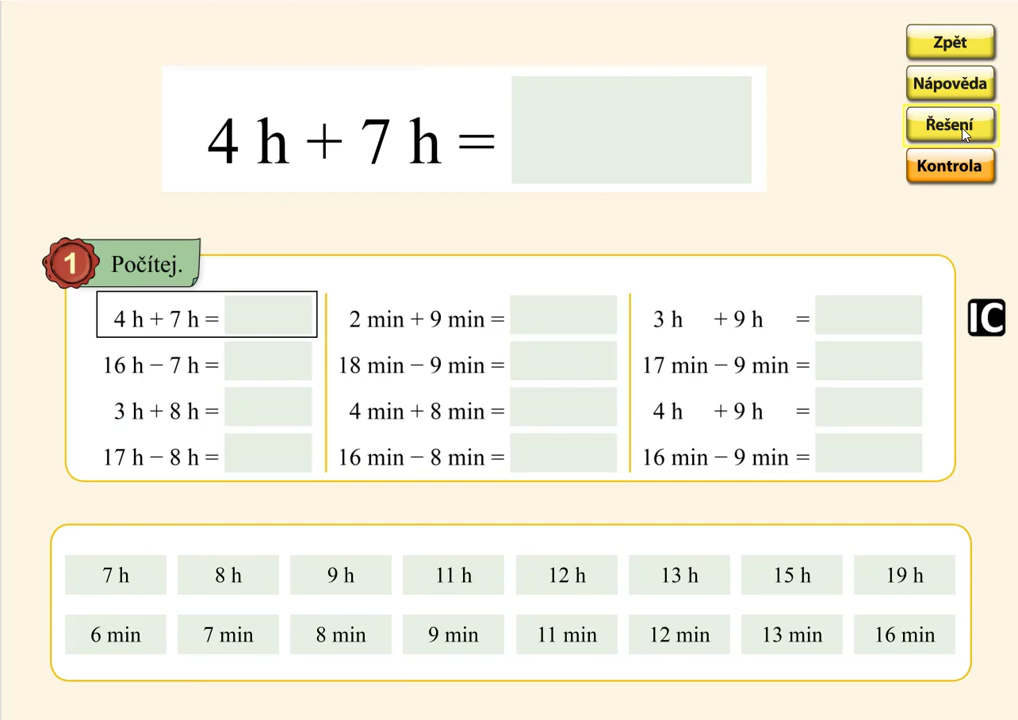 Zpět
Nápověda
Řešení
Kontrola
4 h + 7 h =
1 Počítej.
4 h + 7 h = 2 min + 9 min = 3 h + 9 h =
16 h − 7 h = 18 min − 9 min = 17 min − 9 min =
3 h + 8 h = 4 min + 8 min = 4 h + 9 h =
17 h − 8 h = 16 min − 8 min = 16 min − 9 min =
IC
7 h 8 h 9 h 11 h 12 h 13 h 15 h 19 h
6 min 7 min 8 min 9 min 11 min 12 min 13 min 16 min